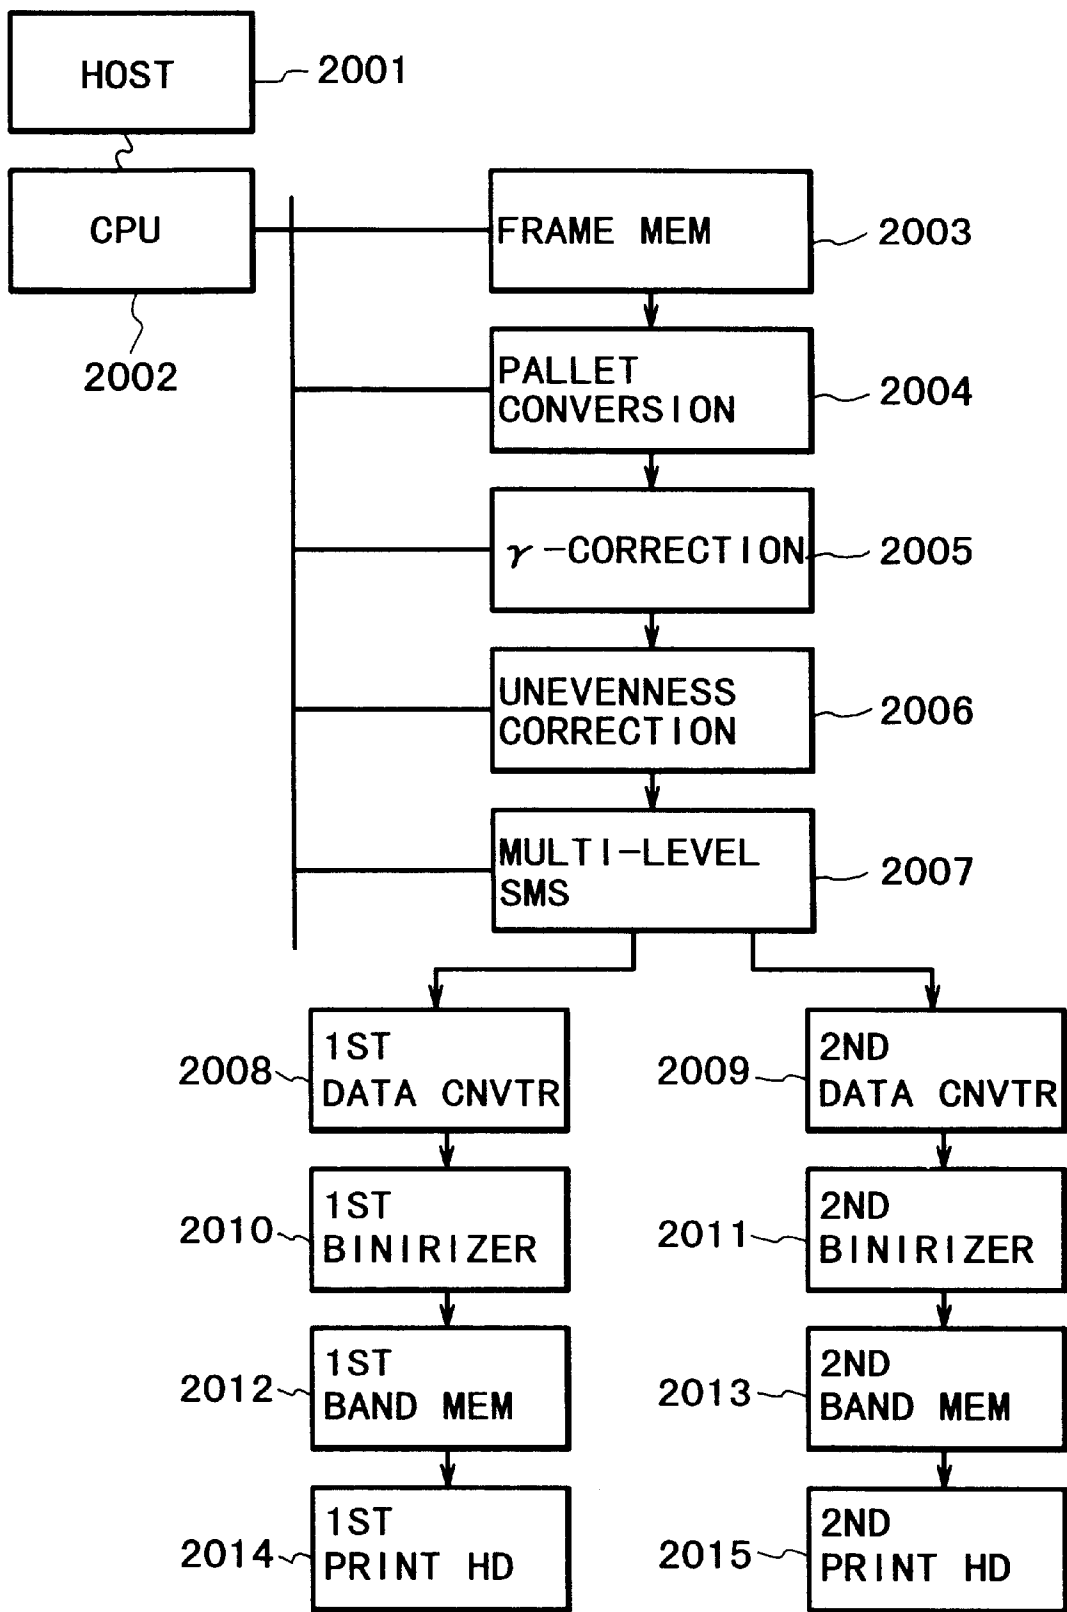 HOST
2001
CPU
2002
FRAME MEM
2003
PALLET
CONVERSION
2004
γ-CORRECTION
2005
UNEVENNESS
CORRECTION
2006
MULTI-LEVEL
SMS
2007
1ST
DATA CNVTR
2008
2ND
DATA CNVTR
2009
1ST
BINIRIZER
2010
2ND
BINIRIZER
2011
1ST
BAND MEM
2012
2ND
BAND MEM
2013
1ST
PRINT HD
2014
2ND
PRINT HD
2015